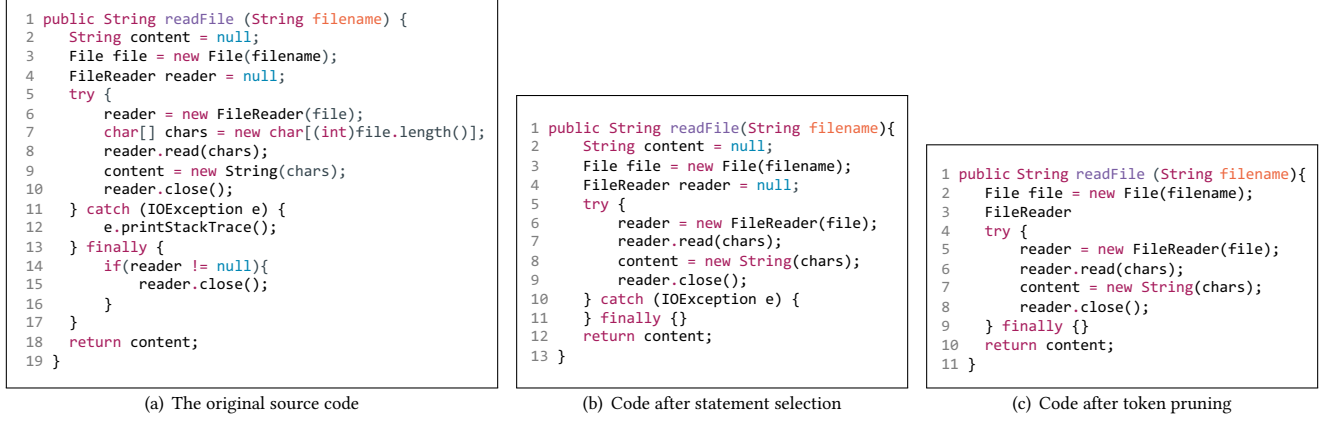 1 public String readFile (String filename) {
2 String content = null;
3 File file = new File(filename);
4 FileReader reader = null;
5 try {
6 reader = new FileReader(file);
7 char[] chars = new char[(int)file.length()];
8 reader.read(chars);
9 content = new String(chars);
10 reader.close();
11 } catch (IOException e) {
12 e.printStackTrace();
13 } finally {
14 if(reader != null){
15 reader.close();
16 }
17 }
18 return content;
19 }
(a) The original source code
1 public String readFile(String filename){
2 String content = null;
3 File file = new File(filename);
4 FileReader reader = null;
5 try {
6 reader = new FileReader(file);
7 reader.read(chars);
8 content = new String(chars);
9 reader.close();
10 } catch (IOException e) {
11 } finally {}
12 return content;
13 }
(b) Code after statement selection
1 public String readFile (String filename){
2 File file = new File(filename);
3 FileReader
4 try {
5 reader = new FileReader(file);
6 reader.read(chars);
7 content = new String(chars);
8 reader.close();
9 } finally {}
10 return content;
11 }
(c) Code after token pruning